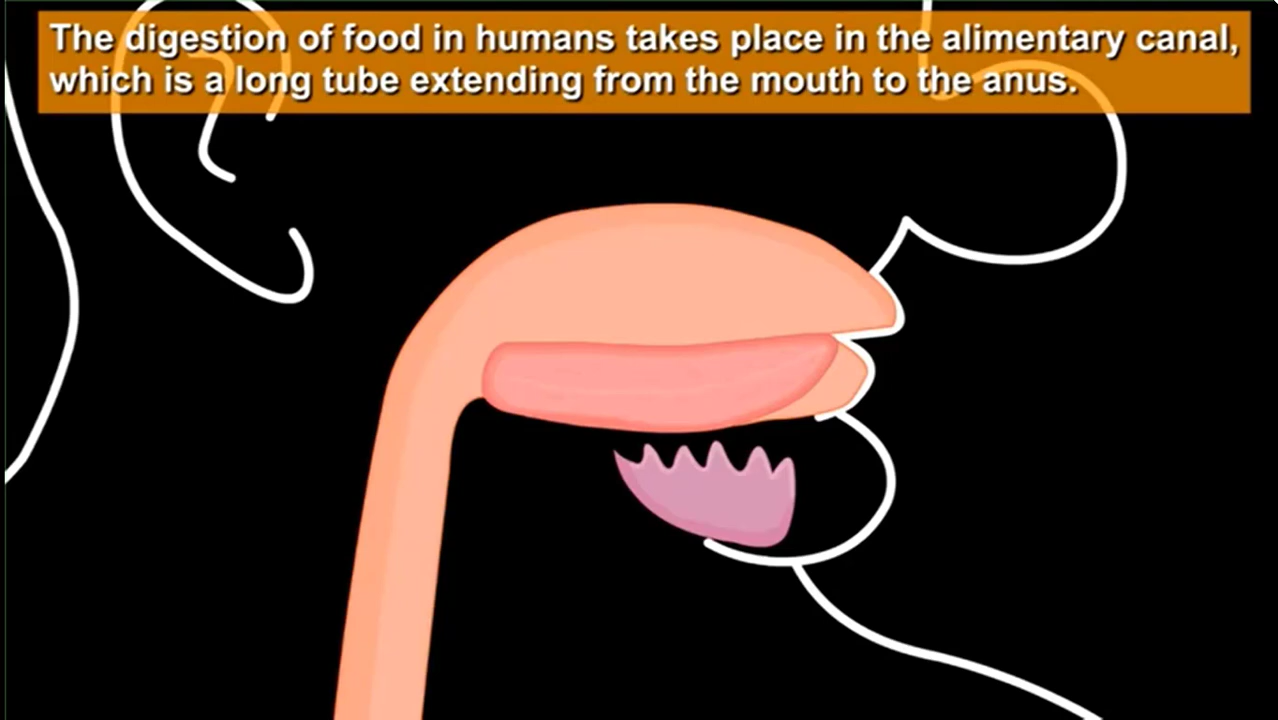 The digestion of food in humans takes place in the alimentary canal,
which is a long tube extending from the mouth to the anus.